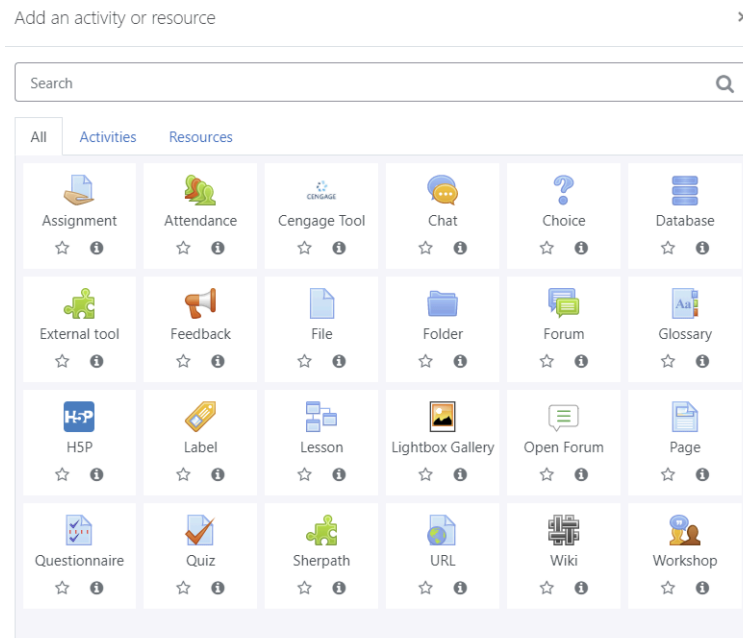 Add an activity or resource
Search
All Activities Resources
CENGAGE
Assignment Attendance Cengage Tool Chat Choice Database
Aa
External tool Feedback File Folder Forum Glossary
H5P
H5P Label Lesson Lightbox Gallery Open Forum Page
Questionnaire Quiz Sherpath URL Wiki Workshop